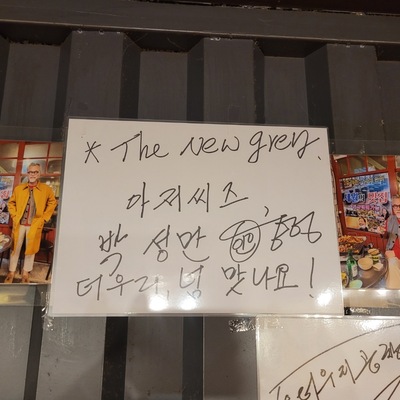 * The New grey.
아저씨즈,
박 성만
더우리, 넘 맛나요!